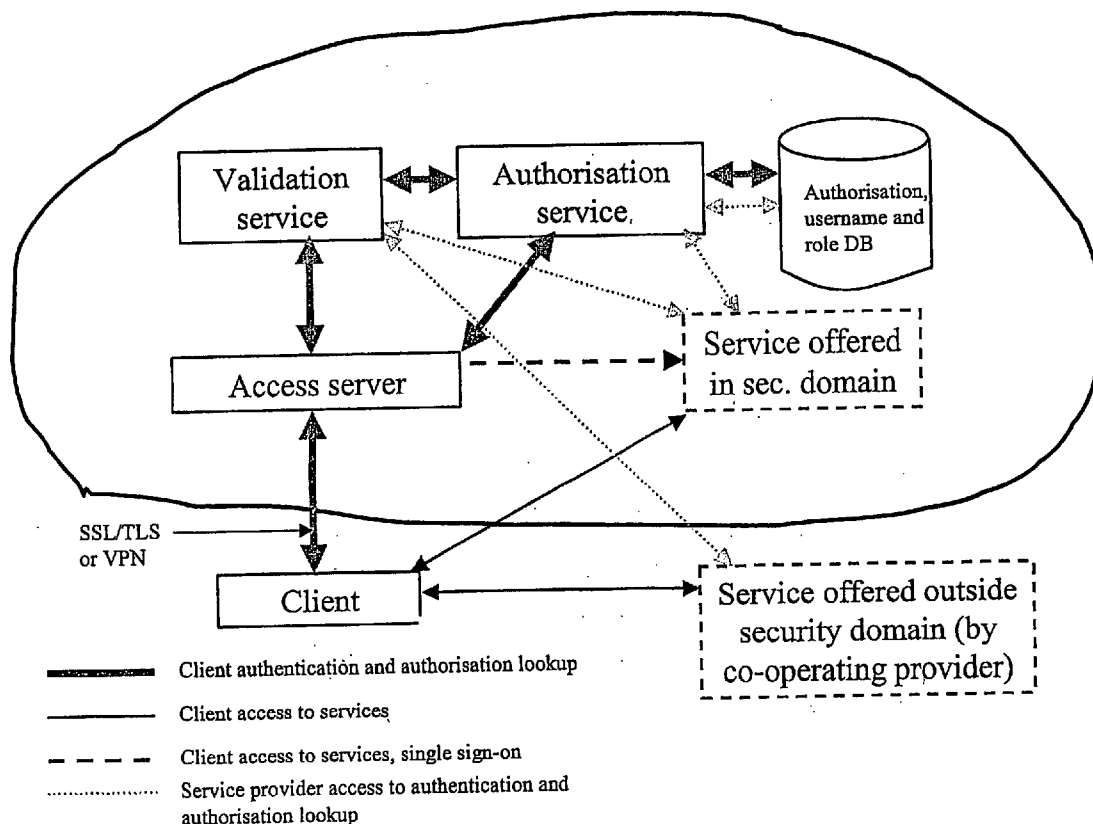 Validation
service
Authorisation
service
Authorisation,
username and
role DB
Access server
Service offered
in sec. domain
SSL/TLS
or VPN
Client
Service offered outside
security domain (by
co-operating provider)
Client authentication and authorisation lookup
Client access to services
Client access to services, single sign-on
Service provider access to authentication and
authorisation lookup